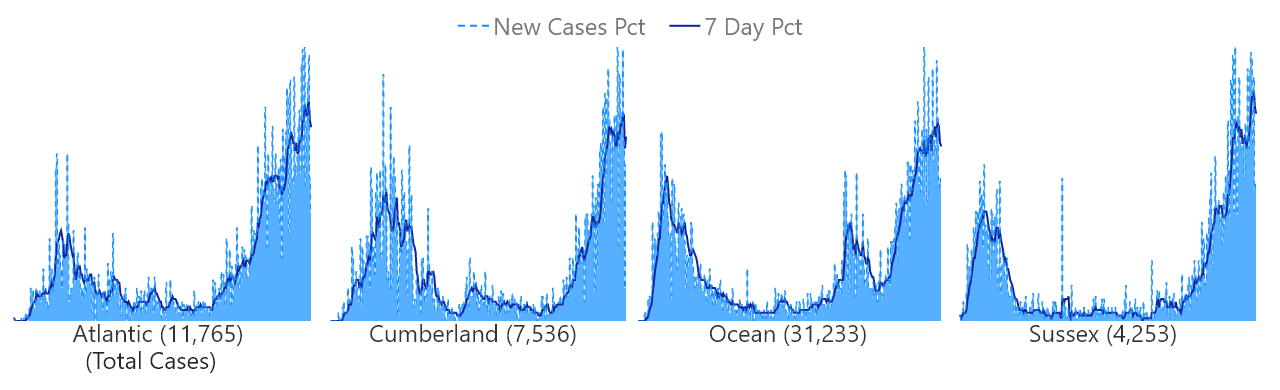 New Cases Pct 7 Day Pct
Atlantic (11,765) Cumberland (7,536) Ocean (31,233) Sussex (4,253)
(Total Cases)